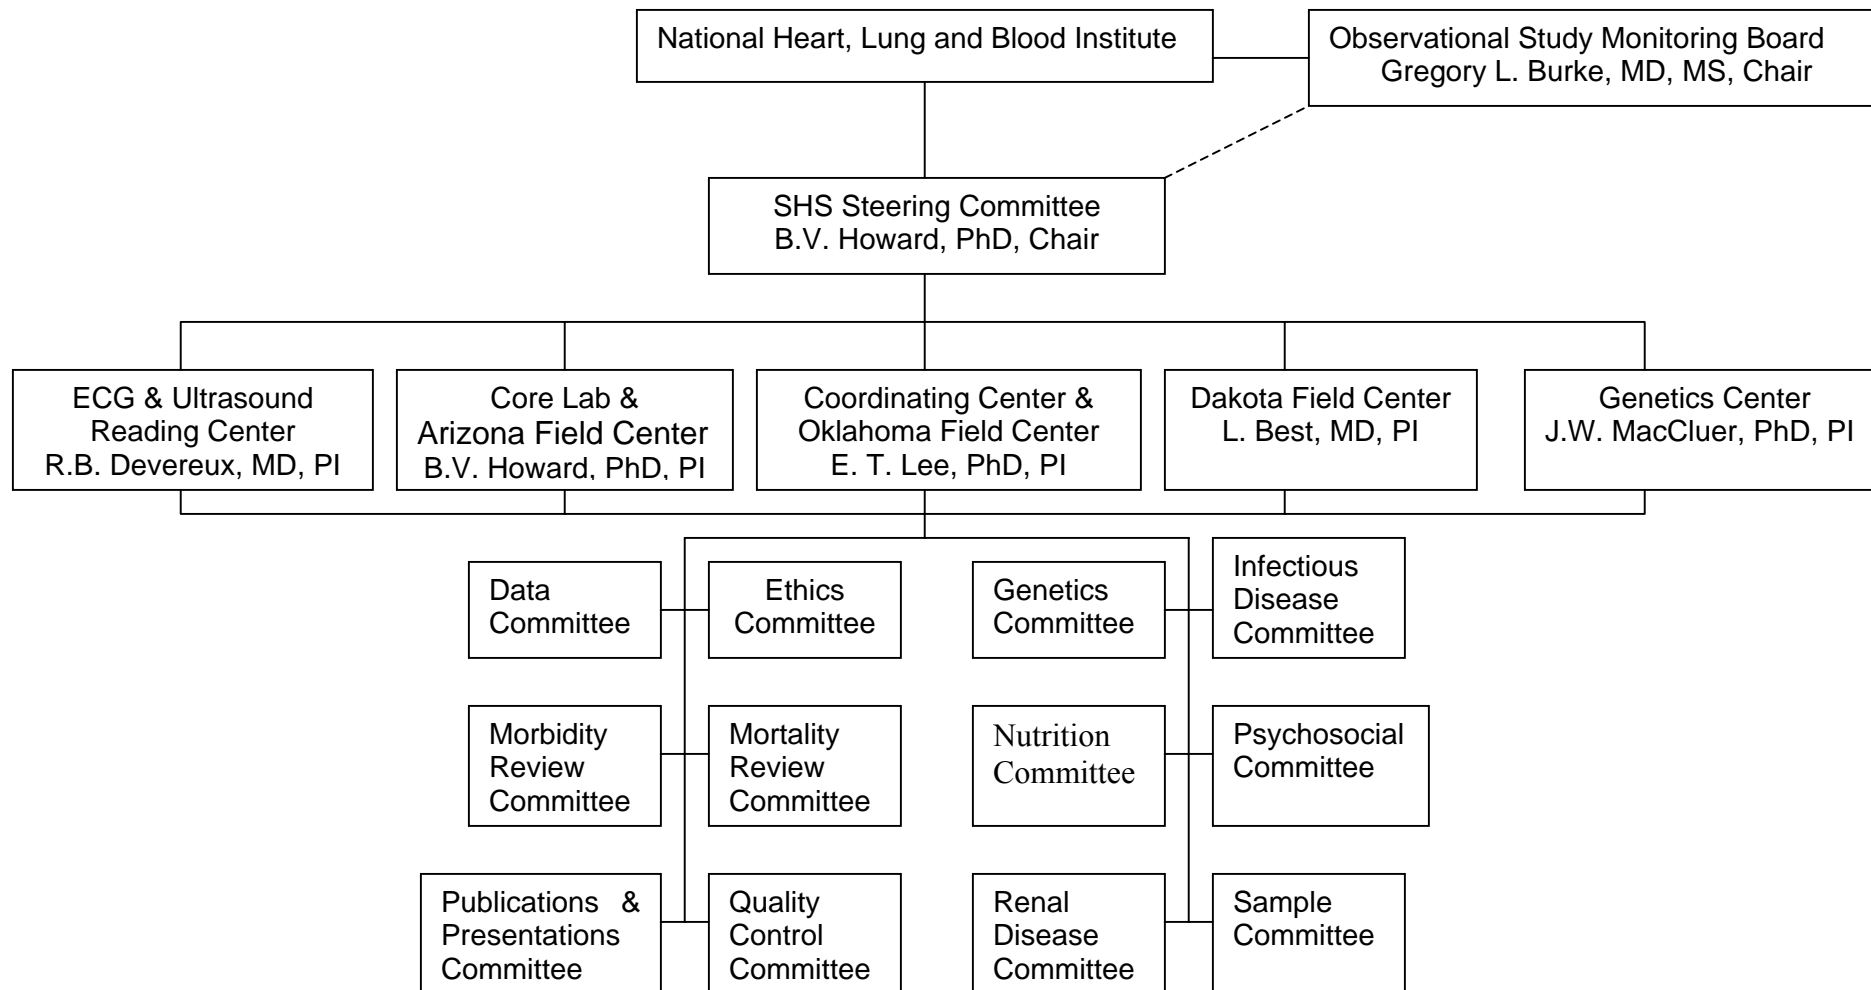 National Heart, Lung and Blood Institute
Observational Study Monitoring Board
Gregory L. Burke, MD, MS, Chair
SHS Steering Committee
B.V. Howard, PhD, Chair
ECG & Ultrasound
Reading Center
R.B. Devereux, MD, PI
Core Lab &
Arizona Field Center
B.V. Howard, PhD, PI
Coordinating Center &
Oklahoma Field Center
E. T. Lee, PhD, PI
Dakota Field Center
L. Best, MD, PI
Genetics Center
J.W. MacCluer, PhD, PI
Data
Committee
Ethics
Committee
Genetics
Committee
Infectious
Disease
Committee
Morbidity
Review
Committee
Mortality
Review
Committee
Nutrition
Committee
Psychosocial
Committee
Publications &
Presentations
Committee
Quality
Control
Committee
Renal
Disease
Committee
Sample
Committee